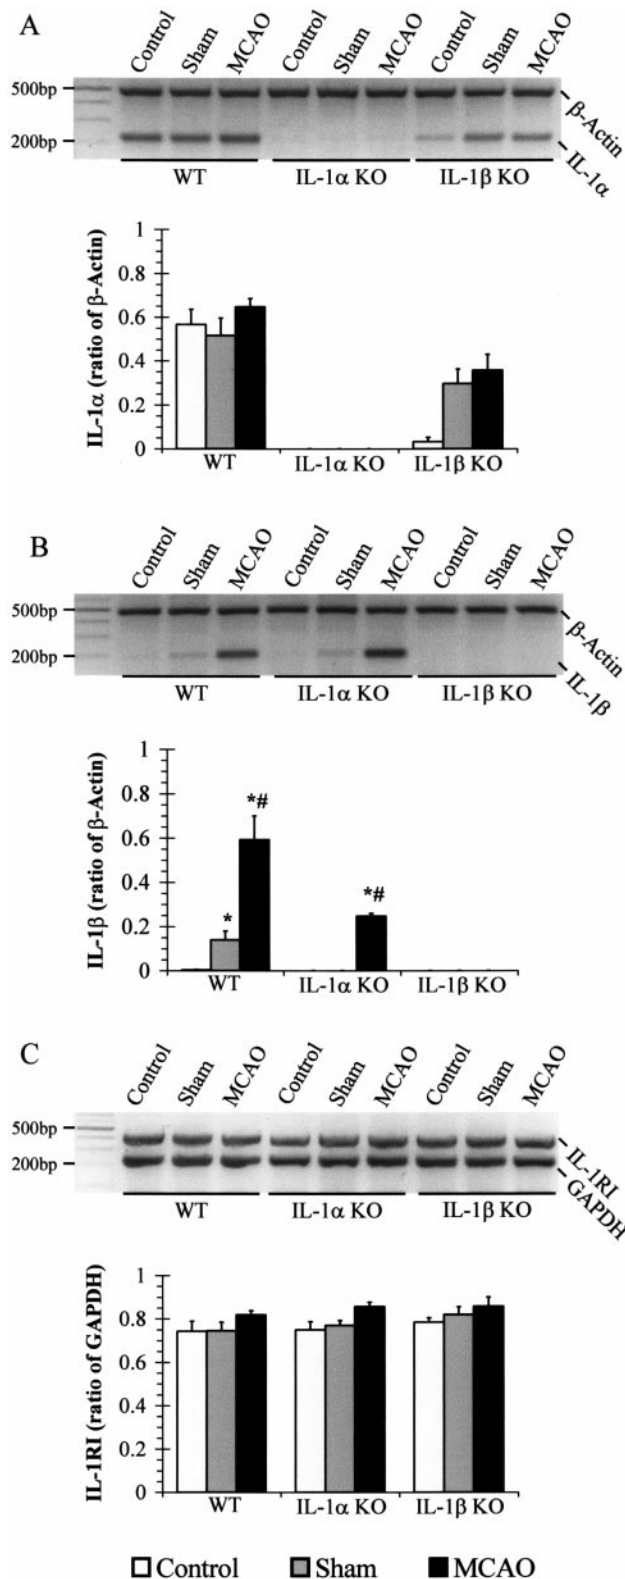 A
Control Sham MCAO Control Sham MCAO Control Sham MCAO
500bp
β-Actin
200bp
IL-1α
WT IL-1α KO IL-1β KO
IL-1α (ratio of β-Actin)
1
0.8
0.6
0.4
0.2
0
WT IL-1α KO IL-1β KO
B
Control Sham MCAO Control Sham MCAO Control Sham MCAO
500bp
β-Actin
200bp
IL-1β
WT IL-1α KO IL-1β KO
IL-1β (ratio of β-Actin)
1
0.8
0.6
0.4
0.2
0
*
*#
*#
WT IL-1α KO IL-1β KO
C
Control Sham MCAO Control Sham MCAO Control Sham MCAO
500bp
IL-1RI
200bp
GAPDH
WT IL-1α KO IL-1β KO
IL-1RI (ratio of GAPDH)
1
0.8
0.6
0.4
0.2
0
WT IL-1α KO IL-1β KO
Control Sham MCAO